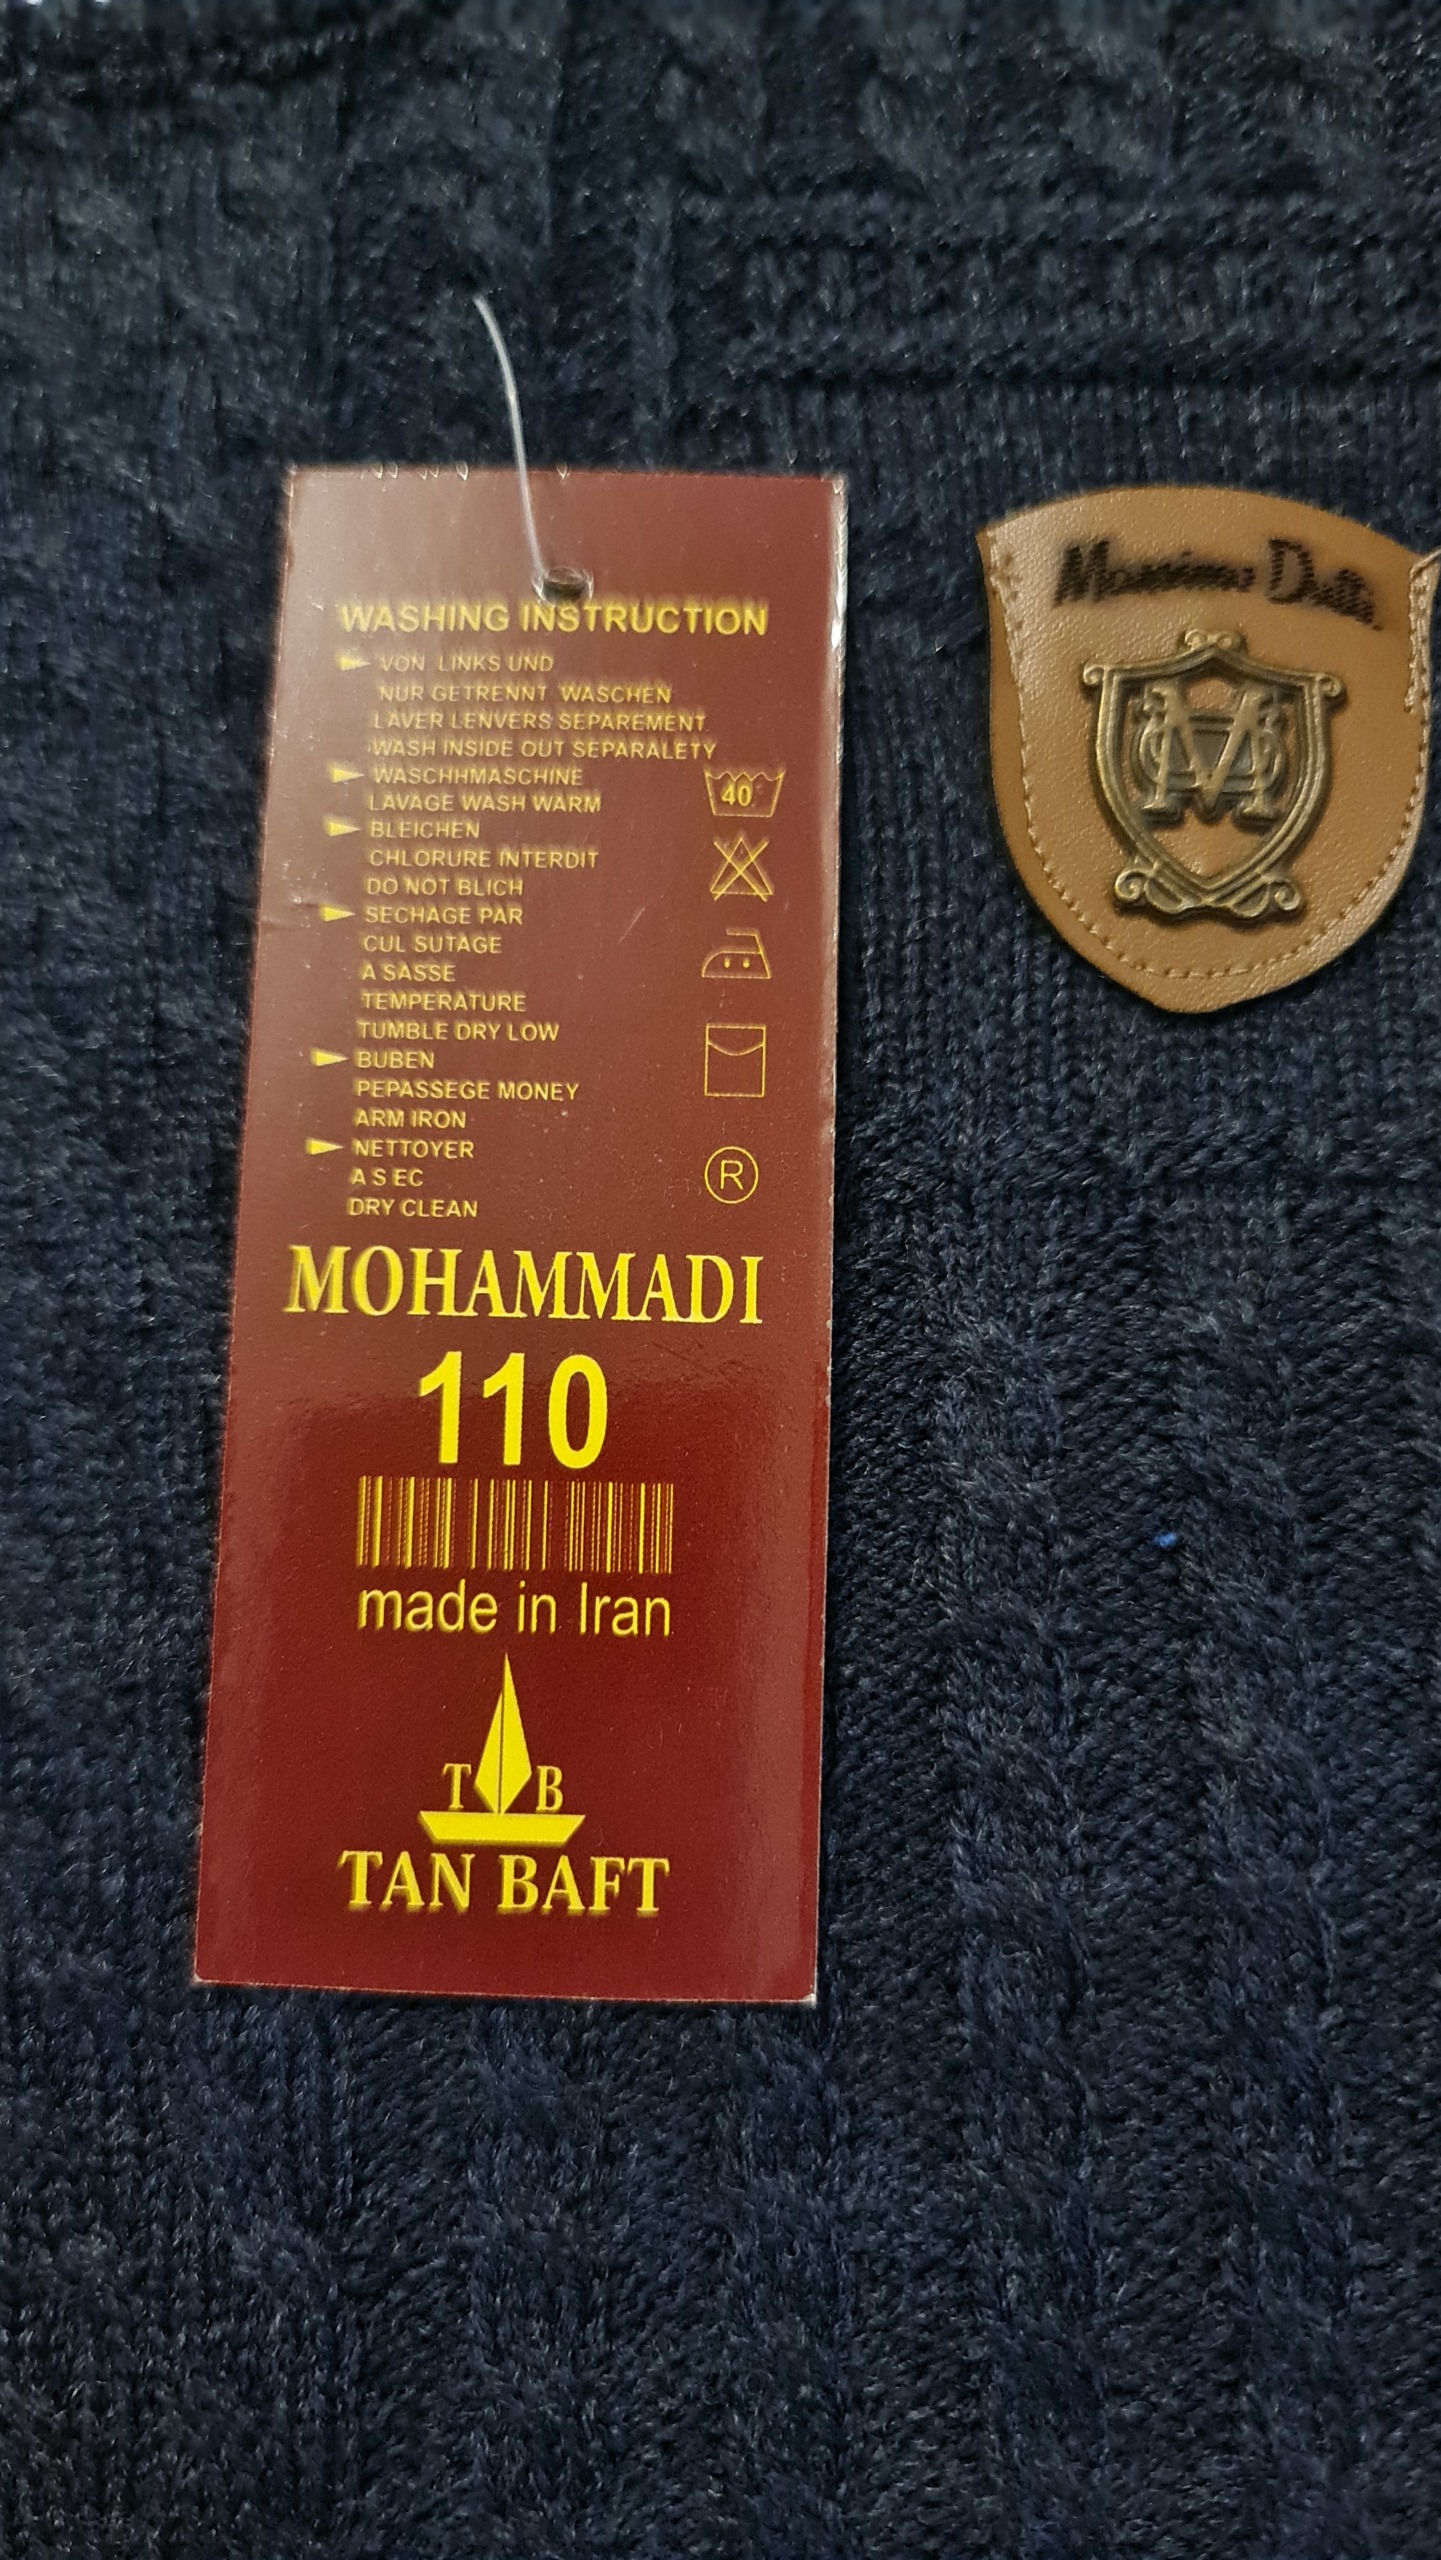 WASHING INSTRUCTION
VON LINKS UND
NUR GETRENNT WASCHEN
LAVER LENVERS SEPAREMENT
WASH INSIDE OUT SEPARALETY
WASCHHMASCHINE
LAVAGE WASH WARM
40
BLEICHEN
CHLORURE INTERDIT
DO NOT BLICH
SECHAGE PAR
CUL SUTAGE
A SASSE
TEMPERATURE
TUMBLE DRY LOW
BUBEN
PEPASSEGE MONEY
ARM IRON
NETTOYER
A S EC
DRY CLEAN
R
MOHAMMADI
110
made in Iran
T B
TAN BAFT
Massimo Dutti
M